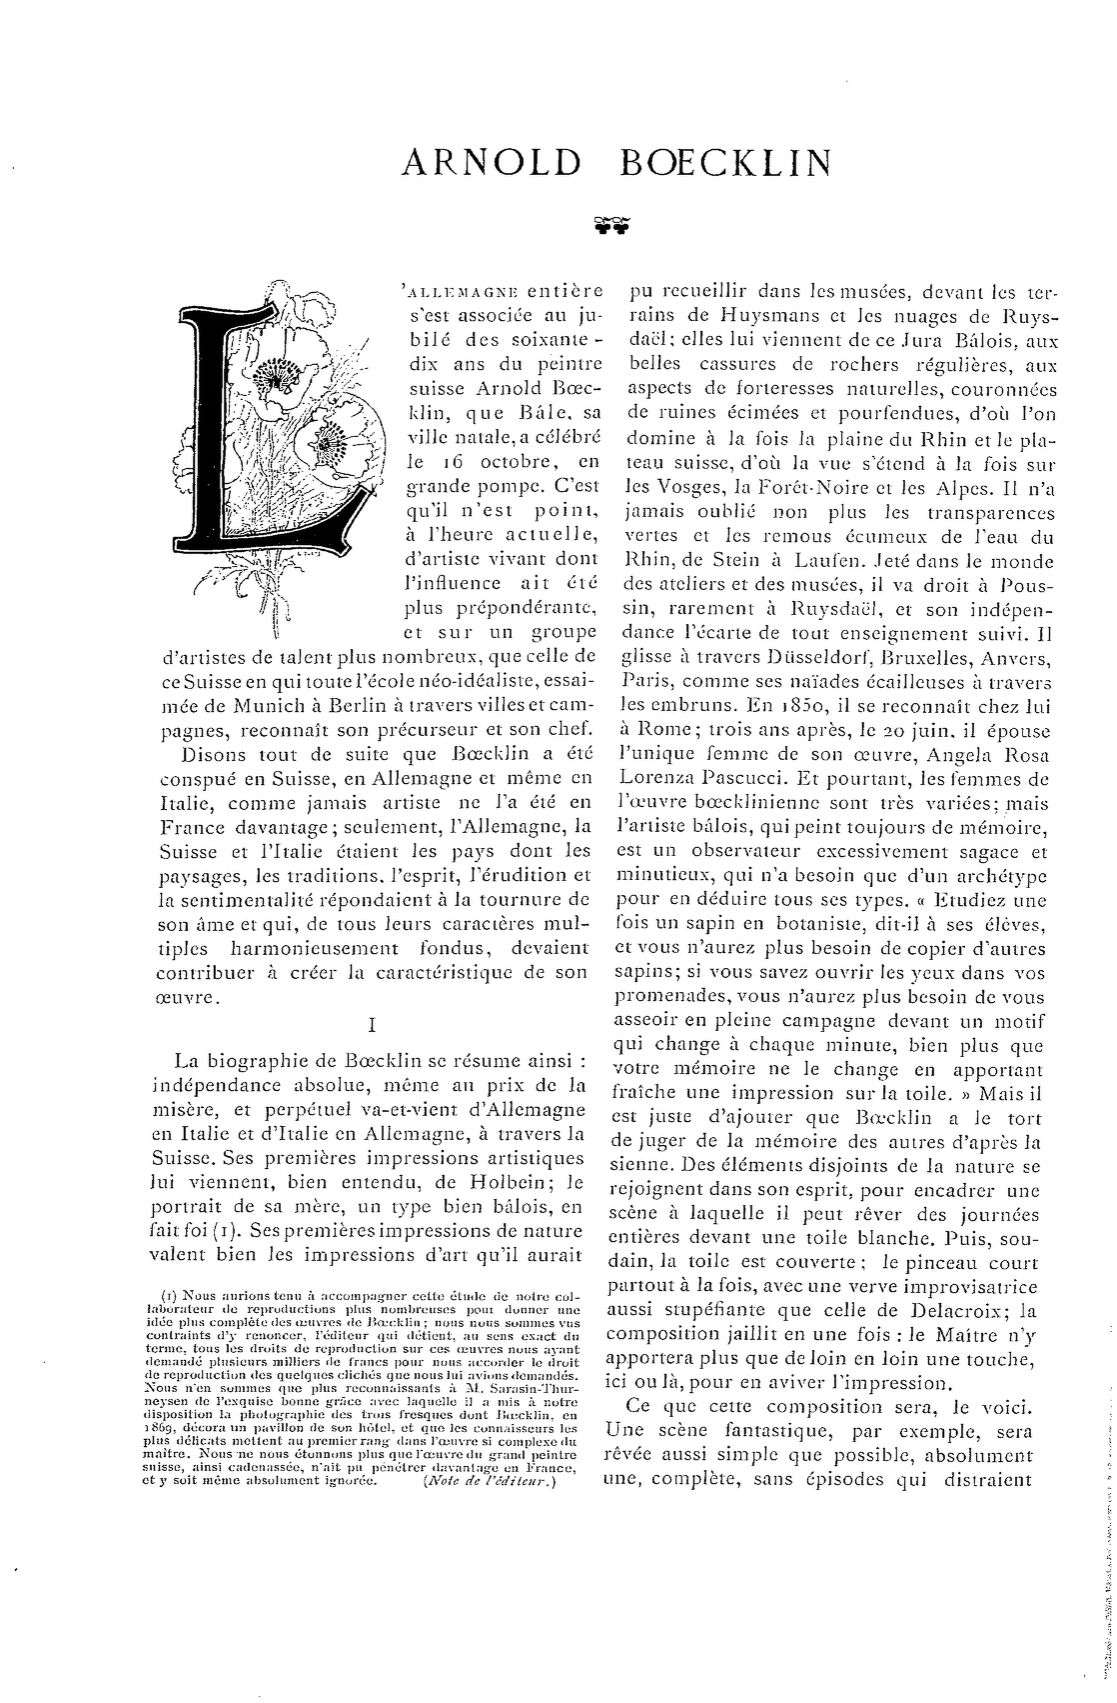 ARNOLD BOECKLIN
L'ALLEMAGNE entière
s'est associée au ju-
bilé des soixante-
dix ans du peintre
suisse Arnold Bœc-
klin, que Bâle, sa
ville natale, a célébré
le 16 octobre, en
grande pompe. C'est
qu'il n'est point,
à l'heure actuelle,
d'artiste vivant dont
l'influence ait été
plus prépondérante,
et sur un groupe
d'artistes de talent plus nombreux, que celle de
ce Suisse en qui toute l'école néo-idéaliste, essai-
mée de Munich à Berlin à travers villes et cam-
pagnes, reconnaît son précurseur et son chef.
Disons tout de suite que Bœcklin a été
conspué en Suisse, en Allemagne et même en
Italie, comme jamais artiste ne l'a été en
France davantage; seulement, l'Allemagne, la
Suisse et l'Italie étaient les pays dont les
paysages, les traditions, l'esprit, l'érudition et
la sentimentalité répondaient à la tournure de
son âme et qui, de tous leurs caractères mul-
tiples harmonieusement fondus, devaient
contribuer à créer la caractéristique de son
œuvre.
I
La biographie de Bœcklin se résume ainsi :
indépendance absolue, même au prix de la
misère, et perpétuel va-et-vient d'Allemagne
en Italie et d'Italie en Allemagne, à travers la
Suisse. Ses premières impressions artistiques
lui viennent, bien entendu, de Holbein; le
portrait de sa mère, un type bien bâlois, en
fait foi (1). Ses premières impressions de nature
valent bien les impressions d'art qu'il aurait
(1) Nous aurions tenu à accompagner cette étude de notre col-
laborateur de reproductions plus nombreuses pour donner une
idée plus complète des œuvres de Bœcklin; nous nous sommes vus
contraints d'y renoncer, l'éditeur qui détient, au sens exact du
terme, tous les droits de reproduction sur ces œuvres nous ayant
demandé plusieurs milliers de francs pour nous accorder le droit
de reproduction des quelques clichés que nous lui avions demandés.
Nous n'en sommes que plus reconnaissants à M. Sarasin-Thur-
neysen de l'exquise bonne grâce avec laquelle il a mis à notre
disposition la photographie des trois fresques dont Bœcklin, en
1869, décora un pavillon de son hôtel, et que les connaisseurs les
plus délicats mettent au premier rang dans l'œuvre si complexe du
maître. Nous ne nous étonnons plus que l'œuvre du grand peintre
suisse, ainsi cadenassée, n'ait pu pénétrer davantage en France,
et y soit même absolument ignorée. (Note de l'éditeur.)
pu recueillir dans les musées, devant les ter-
rains de Huysmans et les nuages de Ruys-
daël; elles lui viennent de ce Jura Bâlois, aux
belles cassures de rochers régulières, aux
aspects de forteresses naturelles, couronnées
de ruines écimées et pourfendues, d'où l'on
domine à la fois la plaine du Rhin et le pla-
teau suisse, d'où la vue s'étend à la fois sur
les Vosges, la Forêt-Noire et les Alpes. Il n'a
jamais oublié non plus les transparences
vertes et les remous écumeux de l'eau du
Rhin, de Stein à Laufen. Jeté dans le monde
des ateliers et des musées, il va droit à Pous-
sin, rarement à Ruysdaël, et son indépen-
dance l'écarte de tout enseignement suivi. Il
glisse à travers Düsseldorf, Bruxelles, Anvers,
Paris, comme ses naïades écailleuses à travers
les embruns. En 1850, il se reconnaît chez lui
à Rome; trois ans après, le 20 juin, il épouse
l'unique femme de son œuvre, Angela Rosa
Lorenza Pascucci. Et pourtant, les femmes de
l'œuvre bœcklinienne sont très variées; mais
l'artiste bâlois, qui peint toujours de mémoire,
est un observateur excessivement sagace et
minutieux, qui n'a besoin que d'un archétype
pour en déduire tous ses types. « Etudiez une
fois un sapin en botaniste, dit-il à ses élèves,
et vous n'aurez plus besoin de copier d'autres
sapins; si vous savez ouvrir les yeux dans vos
promenades, vous n'aurez plus besoin de vous
asseoir en pleine campagne devant un motif
qui change à chaque minute, bien plus que
votre mémoire ne le change en apportant
fraîche une impression sur la toile. » Mais il
est juste d'ajouter que Bœcklin a le tort
de juger de la mémoire des autres d'après la
sienne. Des éléments disjoints de la nature se
rejoignent dans son esprit, pour encadrer une
scène à laquelle il peut rêver des journées
entières devant une toile blanche. Puis, sou-
dain, la toile est couverte; le pinceau court
partout à la fois, avec une verve improvisatrice
aussi stupéfiante que celle de Delacroix; la
composition jaillit en une fois : le Maître n'y
apportera plus que de loin en loin une touche,
ici ou là, pour en aviver l'impression.
Ce que cette composition sera, le voici.
Une scène fantastique, par exemple, sera
rêvée aussi simple que possible, absolument
une, complète, sans épisodes qui distraient